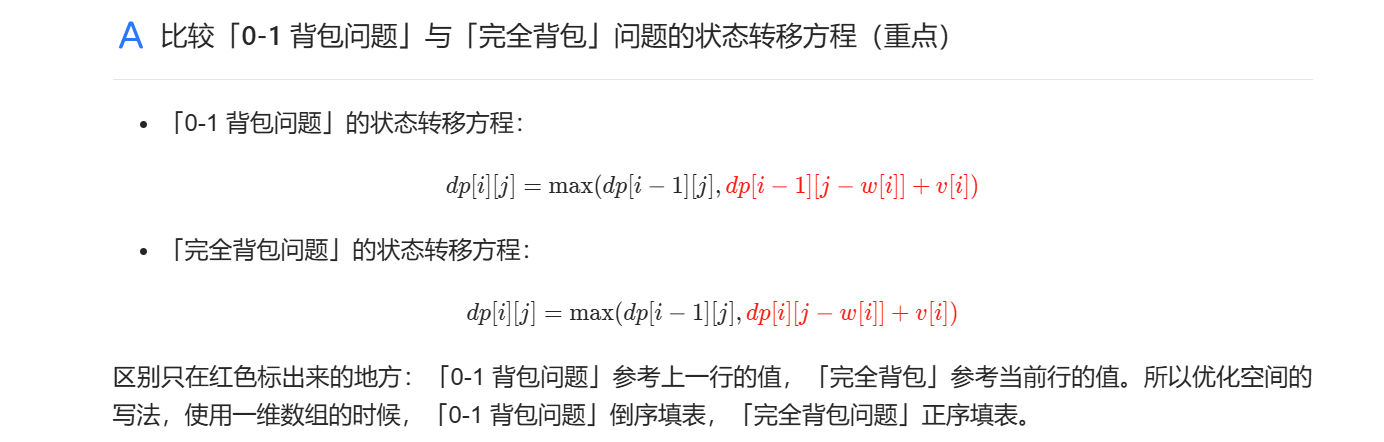 A 比较「0-1 背包问题」与「完全背包」问题的状态转移方程（重点）
• 「0-1 背包问题」的状态转移方程：
dp[i][j] = max(dp[i − 1][j], dp[i − 1][j − w[i]] + v[i])
• 「完全背包问题」的状态转移方程：
dp[i][j] = max(dp[i − 1][j], dp[i][j − w[i]] + v[i])
区别只在红色标出来的地方：「0-1 背包问题」参考上一行的值，「完全背包」参考当前行的值。所以优化空间的
写法，使用一维数组的时候，「0-1 背包问题」倒序填表，「完全背包问题」正序填表。